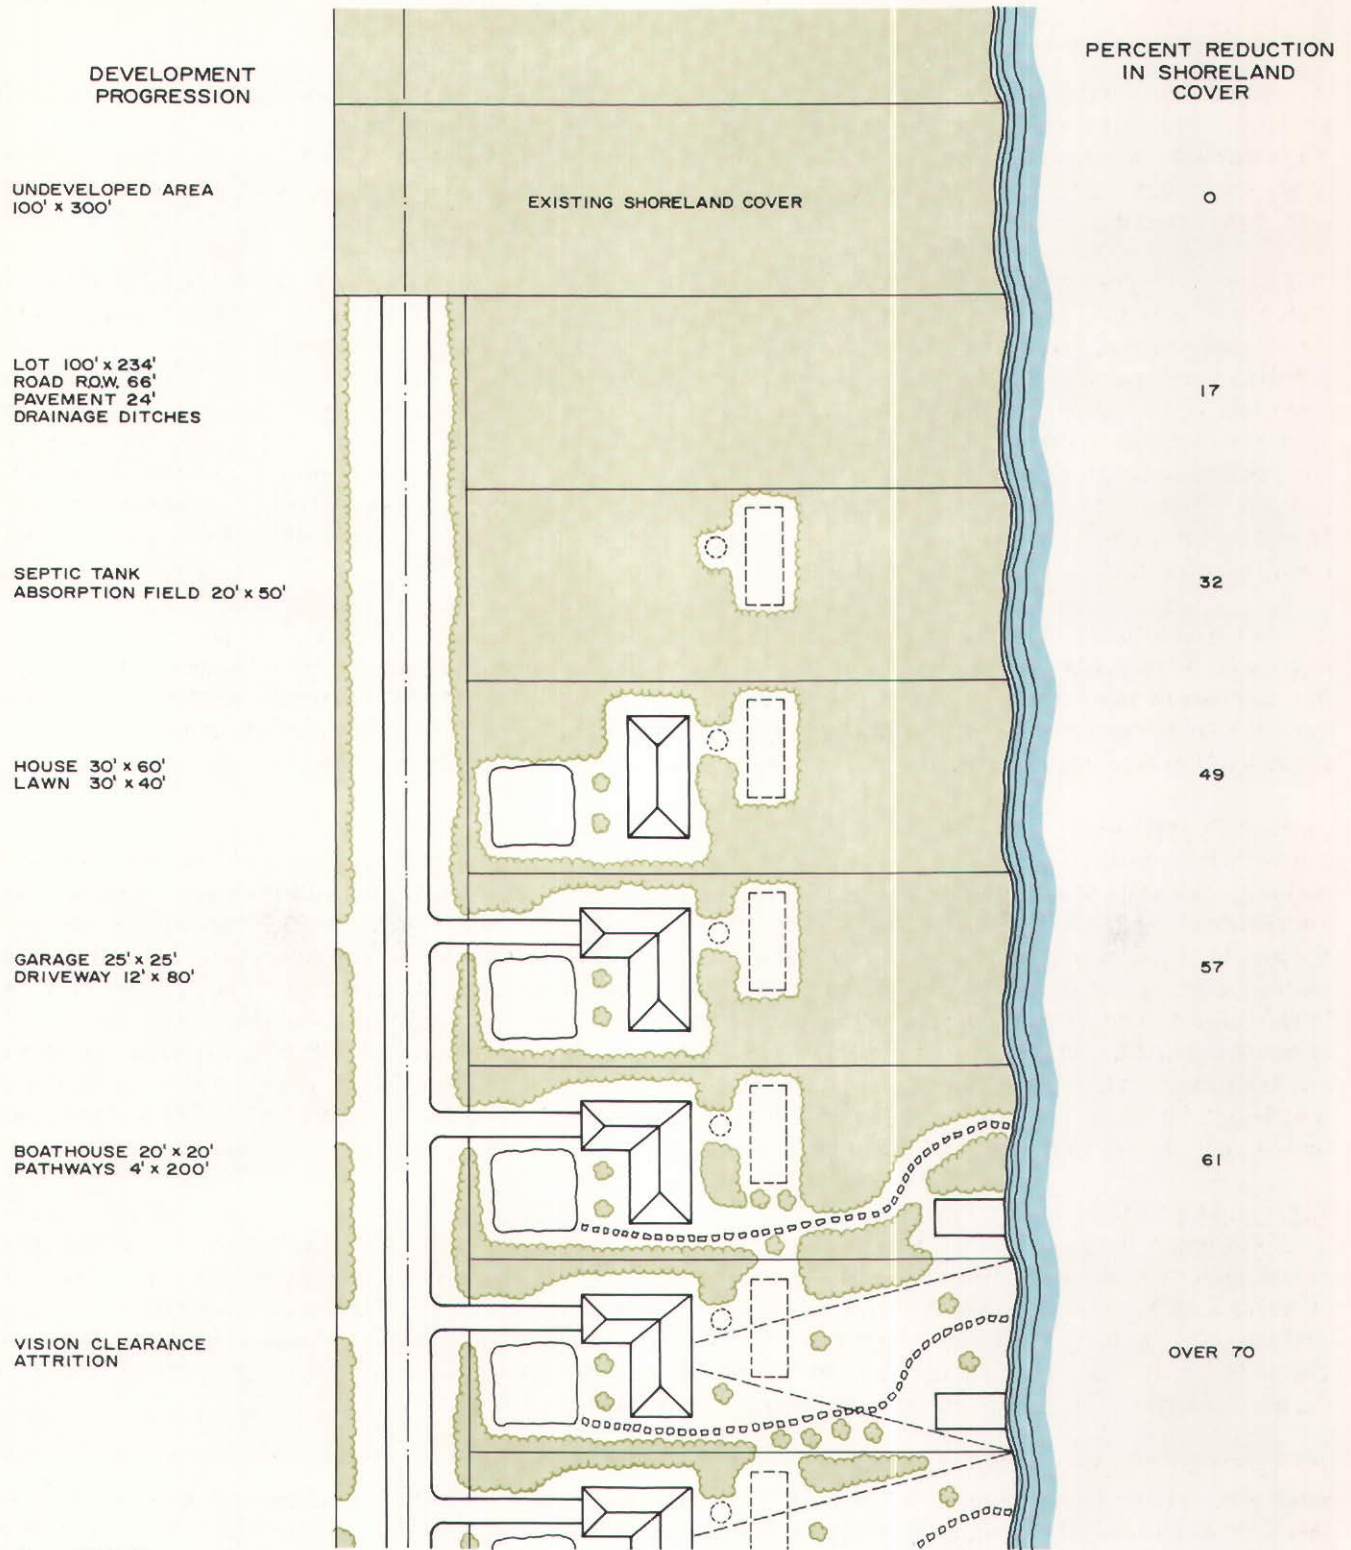 DEVELOPMENT
PROGRESSION
PERCENT REDUCTION
IN SHORELAND
COVER
UNDEVELOPED AREA
100' x 300'
EXISTING SHORELAND COVER
0
LOT 100' x 234'
ROAD R.O.W. 66'
PAVEMENT 24'
DRAINAGE DITCHES
17
SEPTIC TANK
ABSORPTION FIELD 20' x 50'
32
HOUSE 30' x 60'
LAWN 30' x 40'
49
GARAGE 25' x 25'
DRIVEWAY 12' x 80'
57
BOATHOUSE 20' x 20'
PATHWAYS 4' x 200'
61
VISION CLEARANCE
ATTRITION
OVER 70